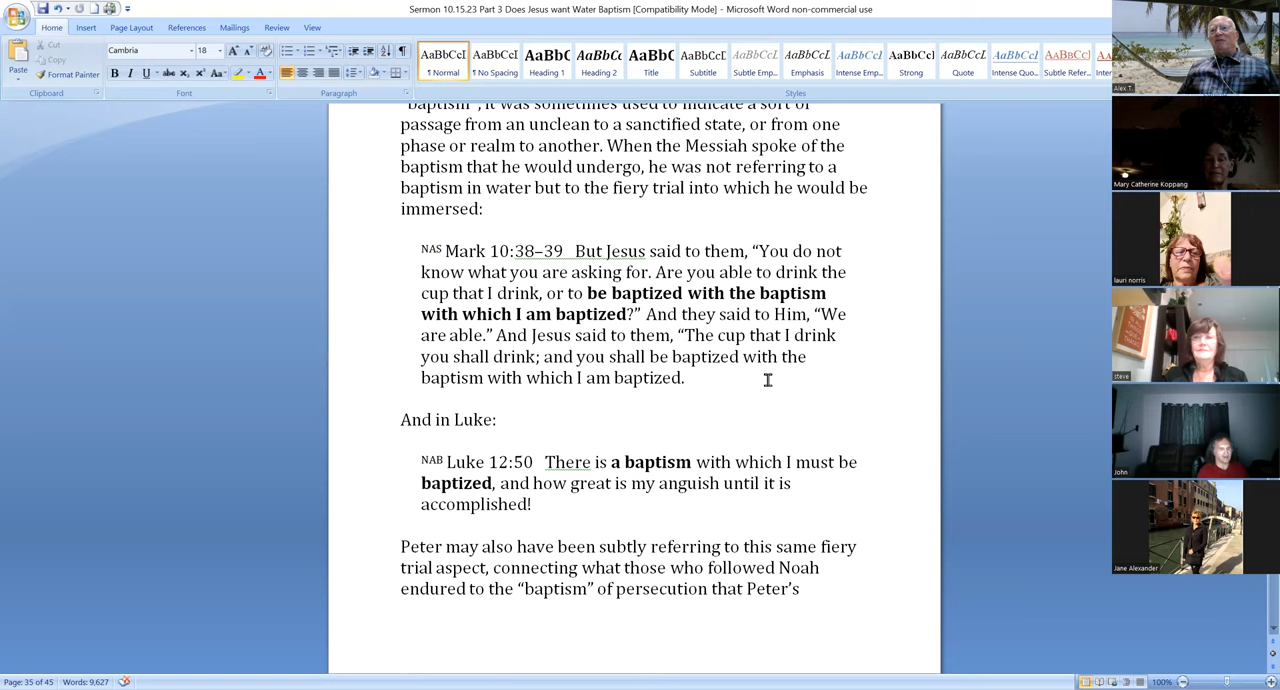 Sermon 10.15.23 Part 3 Does Jesus want Water Baptism [Compatibility Mode] - Microsoft Word non-commercial use
Home Insert Page Layout References Mailings Review View
Paste
Cut
Copy
Format Painter
Cambria 18
Clipboard Font Paragraph Styles
¶ Normal ¶ No Spacing Heading 1 Heading 2 Title Subtitle Subtle Emp... Emphasis Intense Emp... Strong Quote Intense Quo... Subtle Refer...
"baptism", it was sometimes used to indicate a sort of
passage from an unclean to a sanctified state, or from one
phase or realm to another. When the Messiah spoke of the
baptism that he would undergo, he was not referring to a
baptism in water but to the fiery trial into which he would be
immersed:
NAS Mark 10:38–39 But Jesus said to them, “You do not
know what you are asking for. Are you able to drink the
cup that I drink, or to be baptized with the baptism
with which I am baptized?” And they said to Him, “We
are able.” And Jesus said to them, “The cup that I drink
you shall drink; and you shall be baptized with the
baptism with which I am baptized.
And in Luke:
NAB Luke 12:50 There is a baptism with which I must be
baptized, and how great is my anguish until it is
accomplished!
Peter may also have been subtly referring to this same fiery
trial aspect, connecting what those who followed Noah
endured to the “baptism” of persecution that Peter’s
Page: 35 of 45 Words: 9,627
100%
Alex T.
Mary Catherine Koppang
lauri norris
steve
John
Jane Alexander